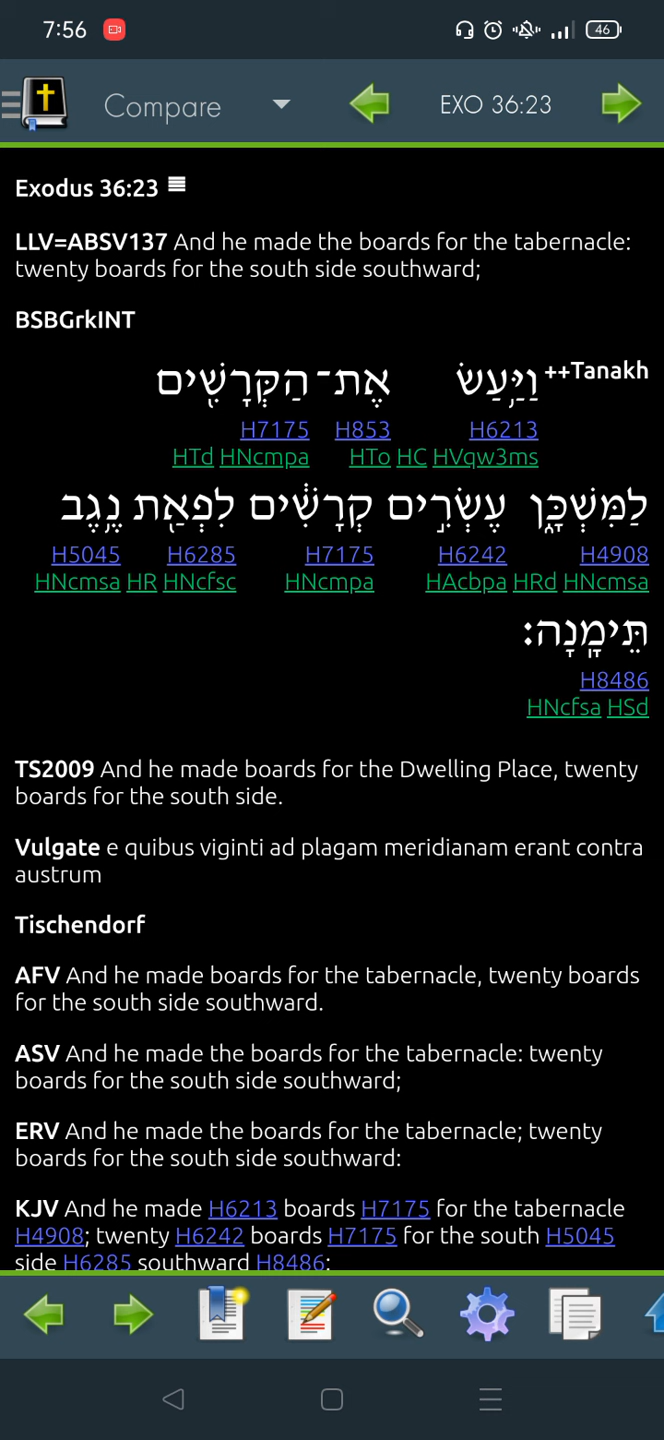 7:56
46
Compare
EXO 36:23
Exodus 36:23
LLV=ABSV137 And he made the boards for the tabernacle:
twenty boards for the south side southward;
BSBGrkINT
++Tanakh וַיַּ֥עַשׂ אֶת־הַקְּרָשִׁ֖ים
H7175 H853 H6213
HTd HNcmpa HTo HC HVqw3ms
לַמִּשְׁכָּ֑ן עֶשְׂרִ֣ים קְרָשִׁ֔ים לִפְאַ֖ת נֶ֥גֶב
H5045 H6285 H7175 H6242 H4908
HNcmsa HR HNcfsc HNcmpa HAcbpa HRd HNcmsa
תֵּימָֽנָה׃
H8486
HNcfsa HSd
TS2009 And he made boards for the Dwelling Place, twenty
boards for the south side.
Vulgate e quibus viginti ad plagam meridianam erant contra
austrum
Tischendorf
AFV And he made boards for the tabernacle, twenty boards
for the south side southward.
ASV And he made the boards for the tabernacle: twenty
boards for the south side southward;
ERV And he made the boards for the tabernacle; twenty
boards for the south side southward:
KJV And he made H6213 boards H7175 for the tabernacle
H4908; twenty H6242 boards H7175 for the south H5045
side H6285 southward H8486: